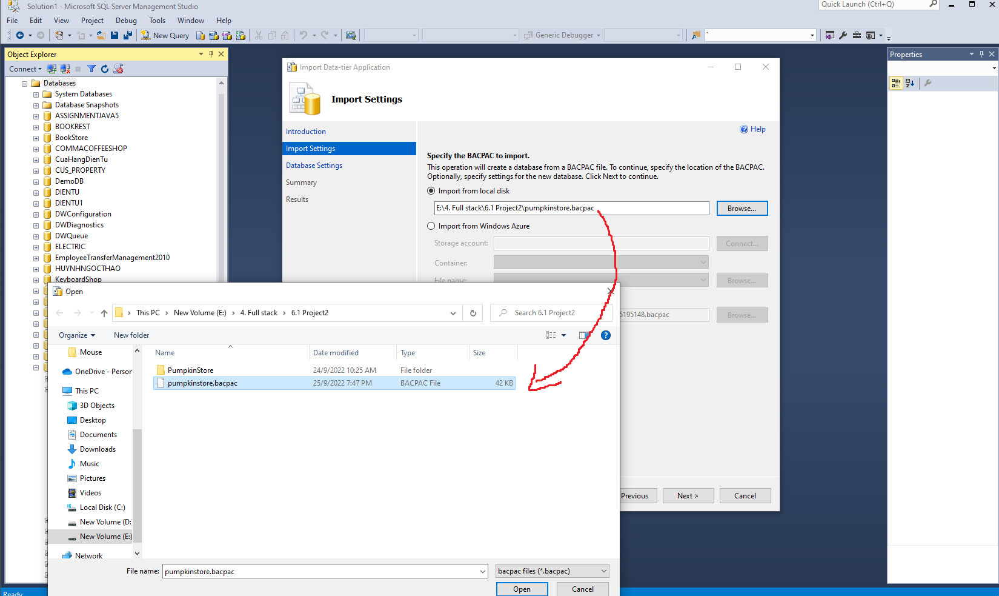 Solution1 - Microsoft SQL Server Management Studio
Quick Launch (Ctrl+Q)
File Edit View Project Debug Tools Window Help
New Query
Generic Debugger
Object Explorer
Connect
Databases
System Databases
Database Snapshots
ASSIGNMENTJAVA5
BOOKREST
BookStore
COMMACOFFEESHOP
CuaHangDienTu
CUS_PROPERTY
DemoDB
DIENTU
DIENTU1
DWConfiguration
DWDiagnostics
DWQueue
ELECTRIC
EmployeeTransferManagement2010
HUYNHNGOCTHAO
KeyboardShop
Import Data-tier Application
Import Settings
Introduction
Import Settings
Database Settings
Summary
Results
Help
Specify the BACPAC to import.
This operation will create a database from a BACPAC file. To continue, specify the location of the BACPAC.
Optionally, specify settings for the new database. Click Next to continue.
Import from local disk
E:\4. Full stack\6.1 Project2\pumpkinstore.bacpac
Browse...
Import from Windows Azure
Storage account:
Connect...
Container:
File name:
Browse...
5195148.bacpac
Browse...
Previous
Next >
Cancel
Open
This PC > New Volume (E:) > 4. Full stack > 6.1 Project2
Search 6.1 Project2
Organize
New folder
Mouse
OneDrive - Person
This PC
3D Objects
Desktop
Documents
Downloads
Music
Pictures
Videos
Local Disk (C:)
New Volume (D:
New Volume (E:)
Network
Name Date modified Type Size
PumpkinStore 24/9/2022 10:25 AM File folder
pumpkinstore.bacpac 25/9/2022 7:47 PM BACPAC File 42 KB
File name: pumpkinstore.bacpac
bacpac files (*.bacpac)
Open
Cancel
Properties
Ready